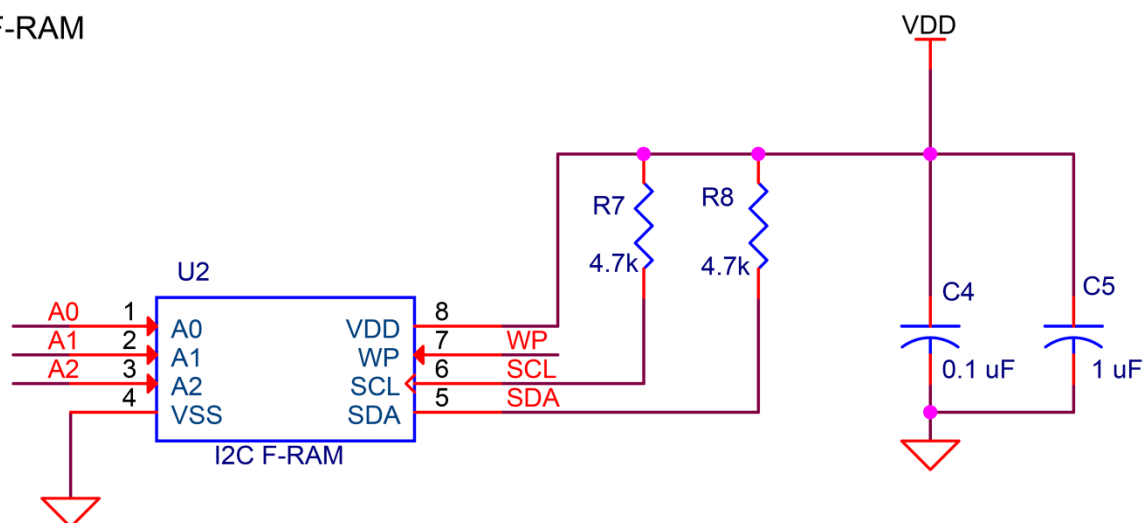 F-RAM
VDD
R7
4.7k
R8
4.7k
C4
0.1 uF
C5
1 uF
U2
A0 1 A0
A1 2 A1
A2 3 A2
4 VSS
VDD 8
WP 7 WP
SCL 6 SCL
SDA 5 SDA
I2C F-RAM